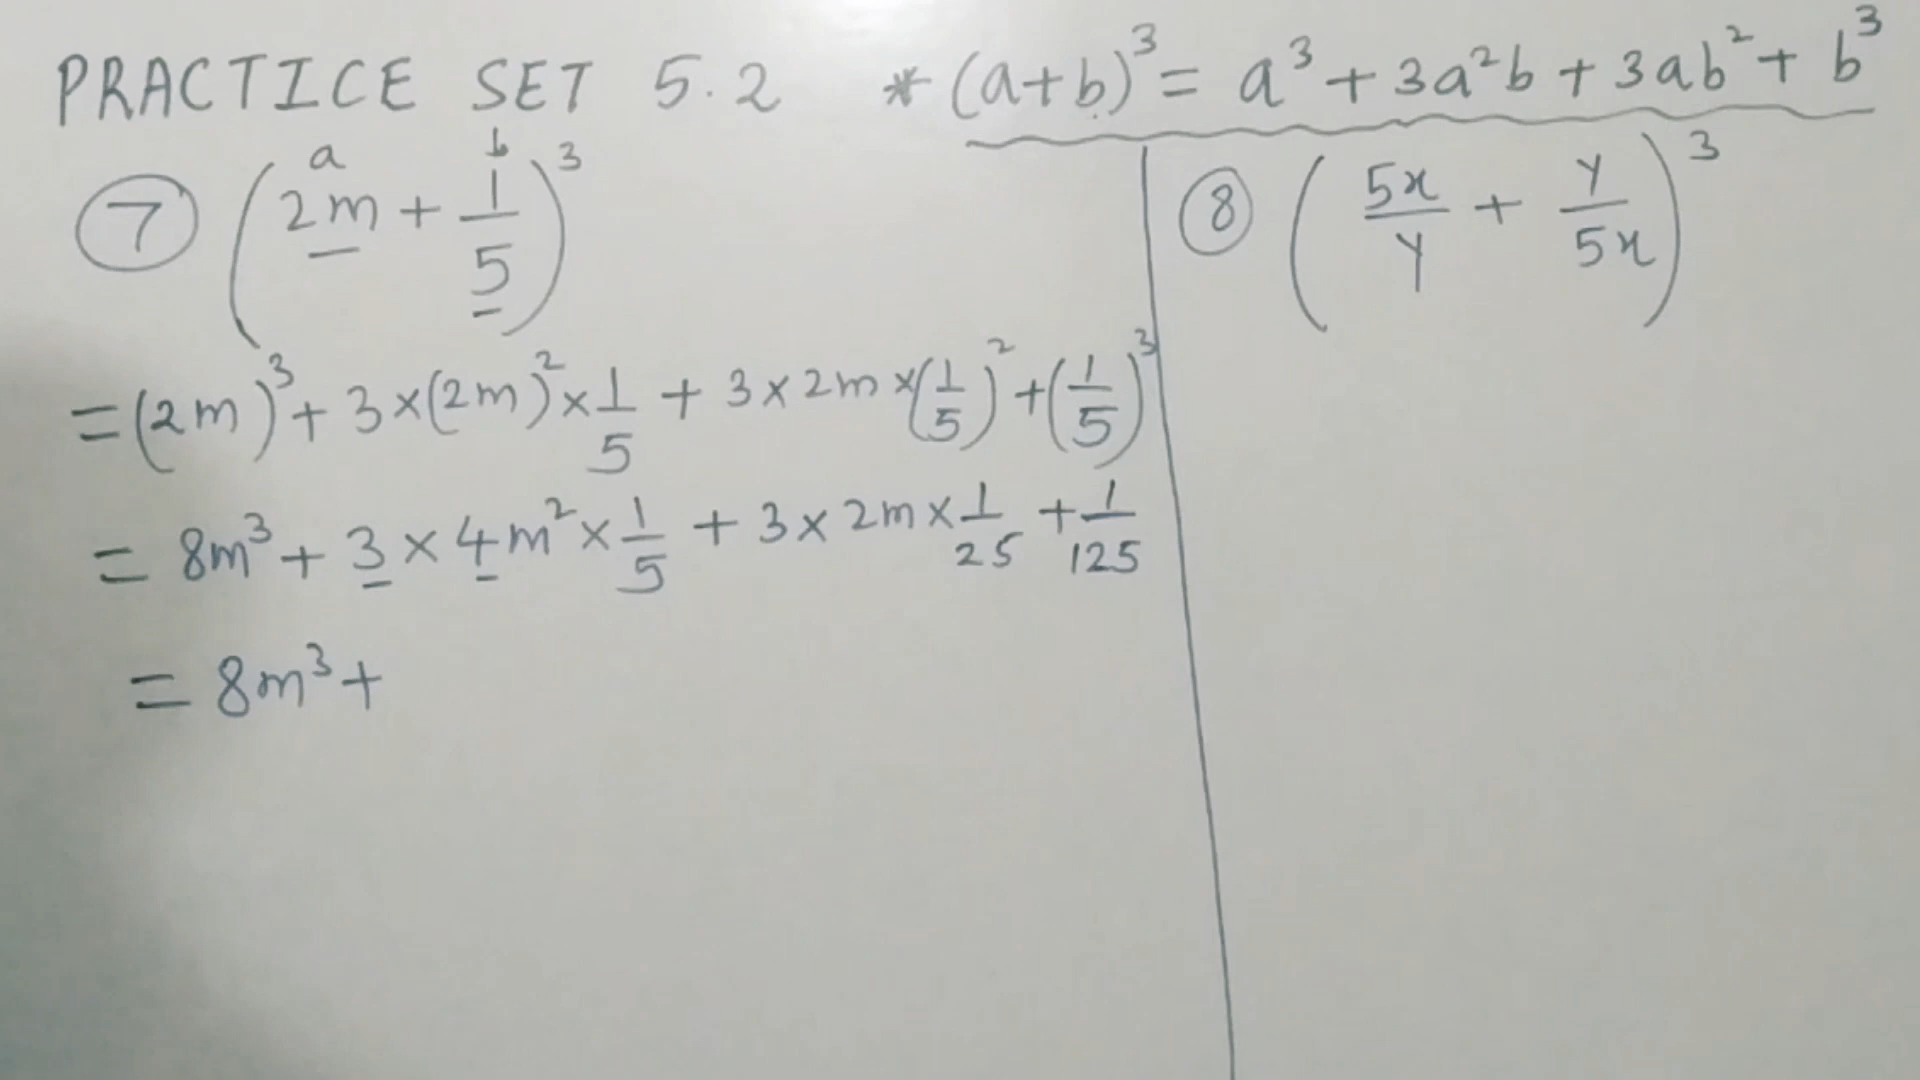 PRACTICE SET 5.2 * (a+b)³ = a³ + 3a²b + 3ab² + b³
a b
⑦ (2m + 1/5)³
= (2m)³ + 3 × (2m)² × 1/5 + 3 × 2m × (1/5)² + (1/5)³
= 8m³ + 3 × 4m² × 1/5 + 3 × 2m × 1/25 + 1/125
= 8m³ +
⑧ (5x/y + y/5x)³